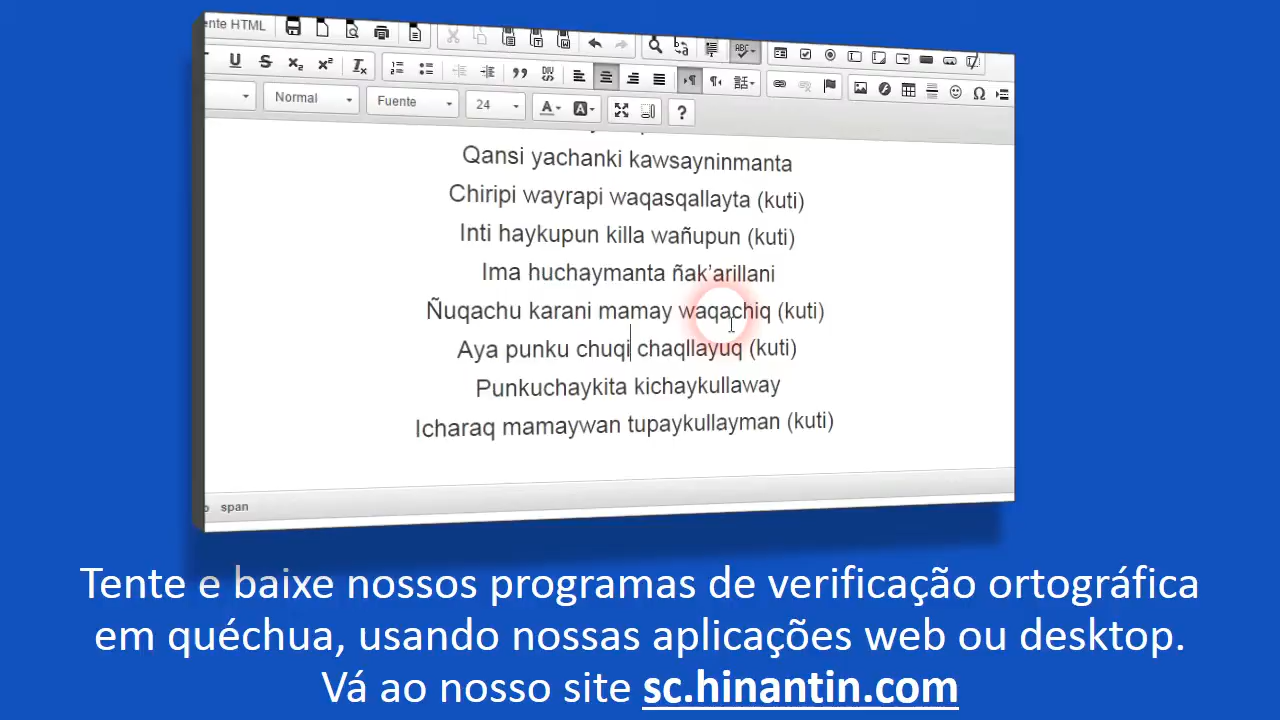 ente HTML
Normal Fuente 24
Qansi yachanki kawsayninmanta
Chiripi wayrapi waqasqallayta (kuti)
Inti haykupun killa wañupun (kuti)
Ima huchaymanta ñak’arillani
Ñuqachu karani mamay waqachiq (kuti)
Aya punku chuqi chaqllayuq (kuti)
Punkuchaykita kichaykullaway
Icharaq mamaywan tupaykullayman (kuti)
span
Tente e baixe nossos programas de verificação ortográfica
em quéchua, usando nossas aplicações web ou desktop.
Vá ao nosso site sc.hinantin.com